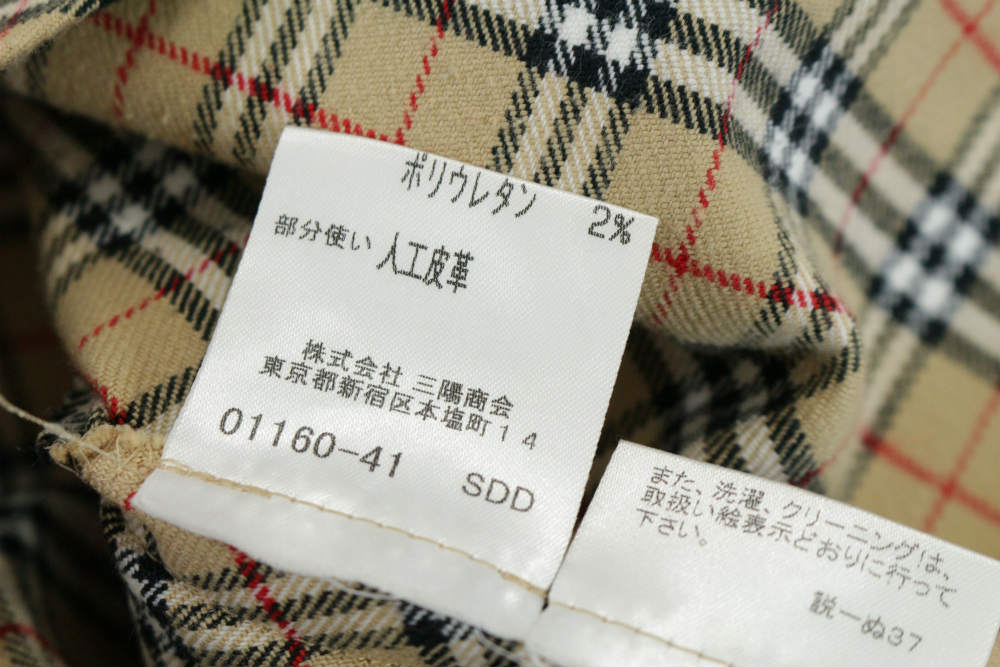 ポリウレタン 2%
部分使い 人工皮革
株式会社 三陽商会
東京都新宿区本塩町14
01160-41 SDD
また、洗濯、クリーニングは、
取扱い絵表示どおりに行って
下さい。
説ーぬ37